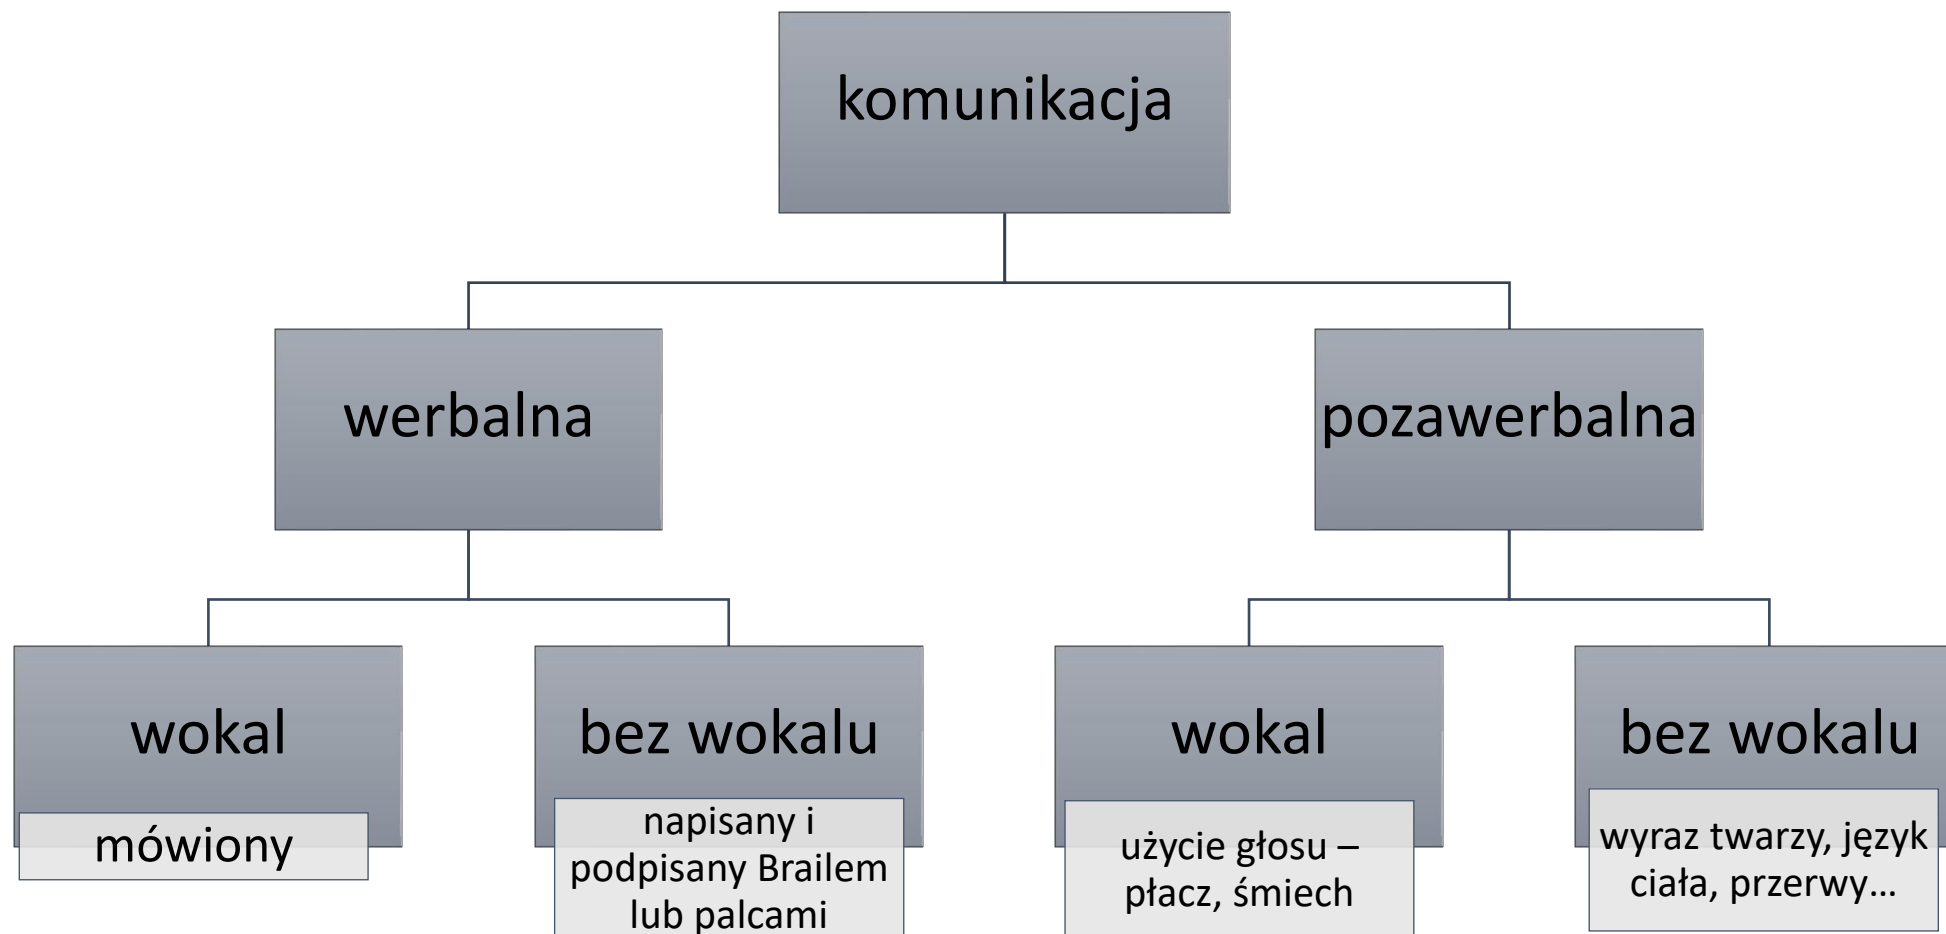 komunikacja
werbalna
pozawerbalna
wokal
mówiony
bez wokalu
napisany i
podpisany Brailem
lub palcami
wokal
użycie głosu –
płacz, śmiech
bez wokalu
wyraz twarzy, język
ciała, przerwy…